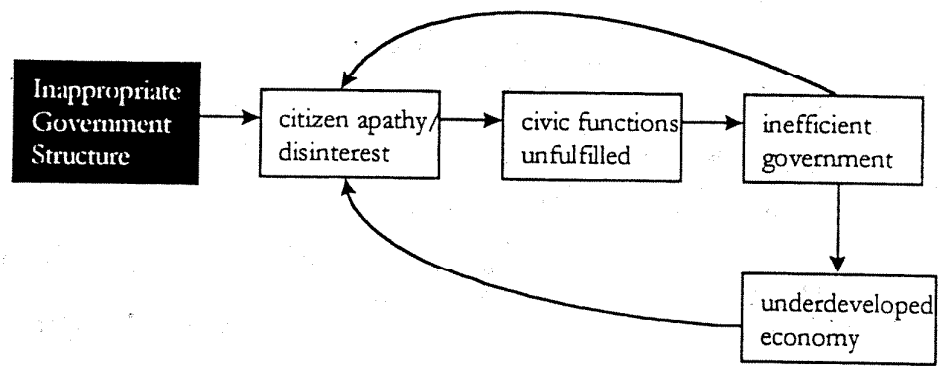 Inappropriate
Government
Structure
citizen apathy/
disinterest
civic functions
unfulfilled
inefficient
government
underdeveloped
economy